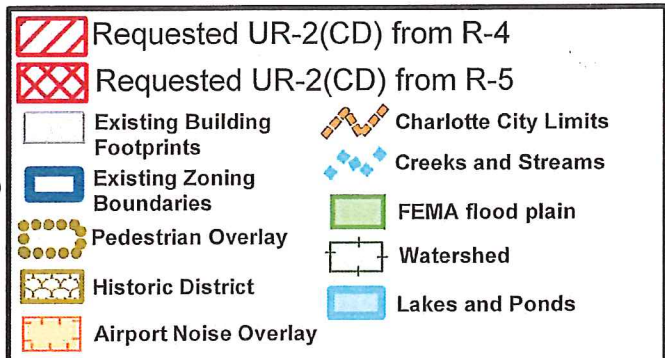 Requested UR-2(CD) from R-4
Requested UR-2(CD) from R-5
Existing Building
Footprints
Existing Zoning
Boundaries
Pedestrian Overlay
Historic District
Airport Noise Overlay
Charlotte City Limits
Creeks and Streams
FEMA flood plain
Watershed
Lakes and Ponds